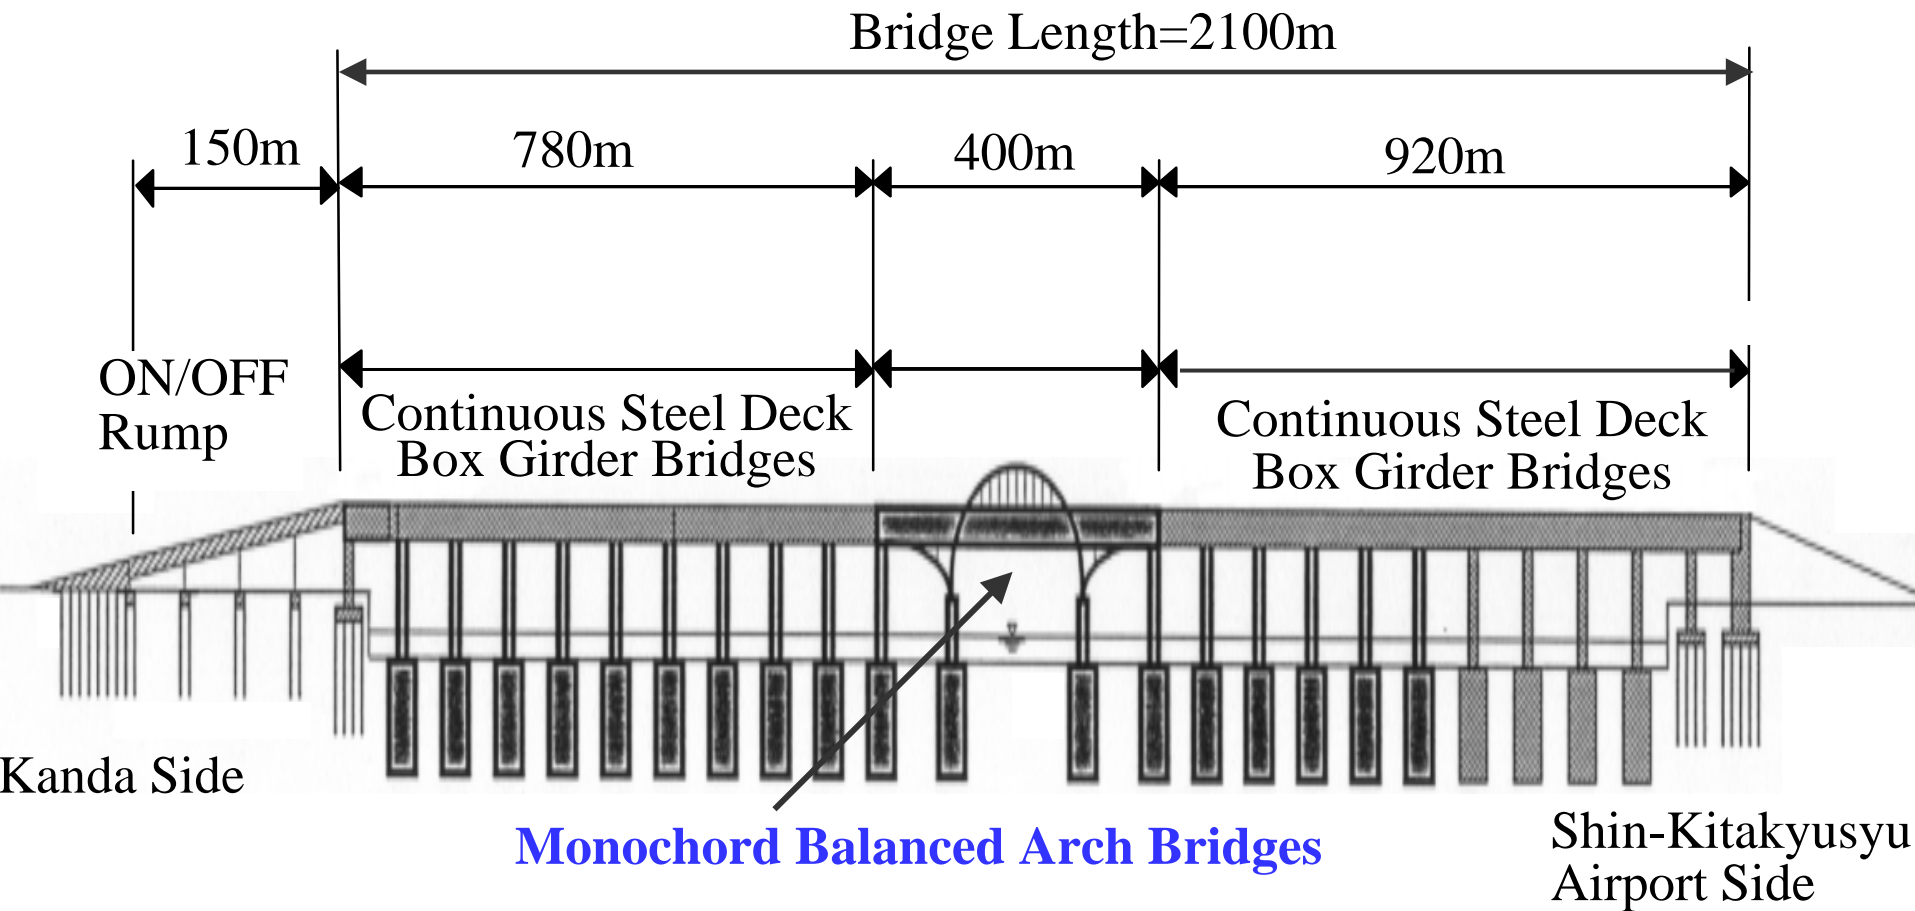 Bridge Length=2100m
150m
780m
400m
920m
ON/OFF
Rump
Continuous Steel Deck
Box Girder Bridges
Continuous Steel Deck
Box Girder Bridges
Kanda Side
Monochord Balanced Arch Bridges
Shin-Kitakyusyu
Airport Side